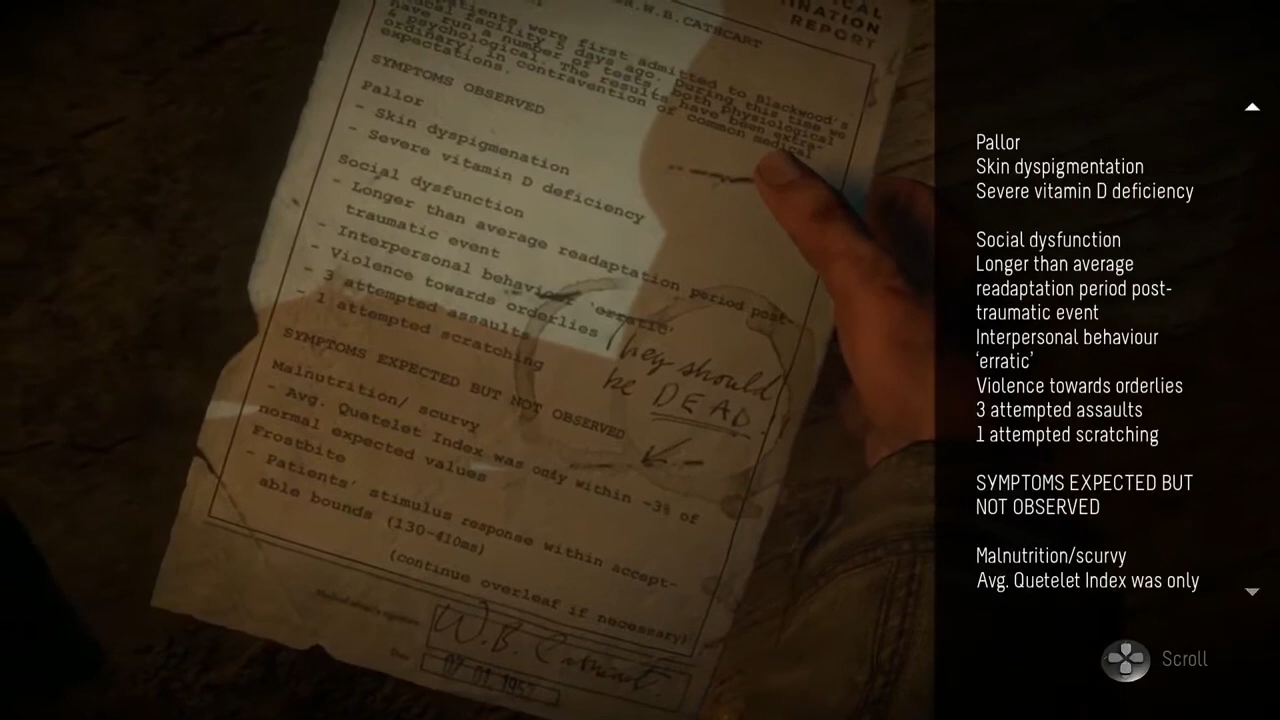 R.W.B.CATHCART
ICAL
INATION
REPORT
patients were first admitted to Blackwood's
medical facility 5 days ago. During this time we
have run a number of tests, both physiological
& psychological. The results have been extra-
ordinary, in contravention of common medical
expectations.
SYMPTOMS OBSERVED
Pallor
- Skin dyspigmenation
- Severe vitamin D deficiency
Social dysfunction
- Longer than average readaptation period post-
traumatic event
- Interpersonal behaviour 'erratic'
- Violence towards orderlies
- 3 attempted assaults
- 1 attempted scratching
They should
be DEAD
SYMPTOMS EXPECTED BUT NOT OBSERVED
Malnutrition/ scurvy
- Avg. Quetelet Index was only within -3% of
normal expected values
Frostbite
- Patients' stimulus response within accept-
able bounds (130-410ms)
(continue overleaf if necessary)
W.B. Cathcart
07 01 1952
Pallor
Skin dyspigmentation
Severe vitamin D deficiency
Social dysfunction
Longer than average
readaptation period post-
traumatic event
Interpersonal behaviour
‘erratic’
Violence towards orderlies
3 attempted assaults
1 attempted scratching
SYMPTOMS EXPECTED BUT
NOT OBSERVED
Malnutrition/scurvy
Avg. Quetelet Index was only
Scroll